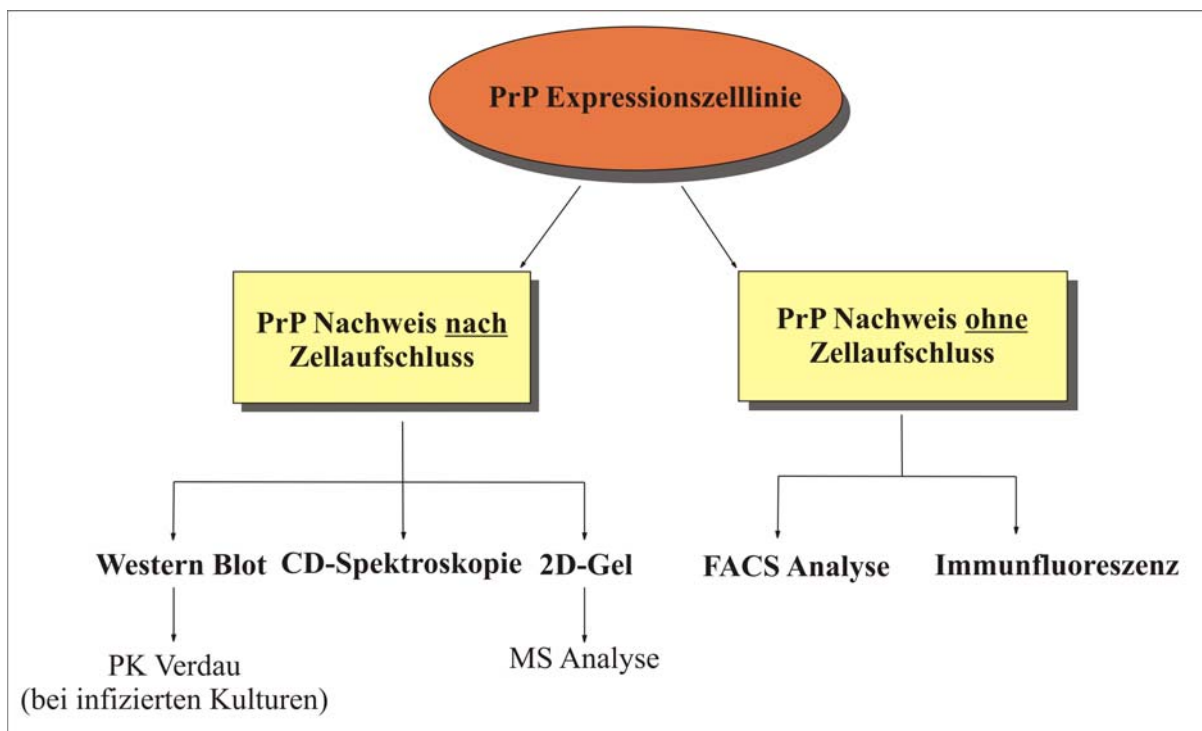 PrP Expressionszelllinie
PrP Nachweis nach
Zellaufschluss
PrP Nachweis ohne
Zellaufschluss
Western Blot
CD-Spektroskopie
2D-Gel
FACS Analyse
Immunfluoreszenz
PK Verdau
(bei infizierten Kulturen)
MS Analyse